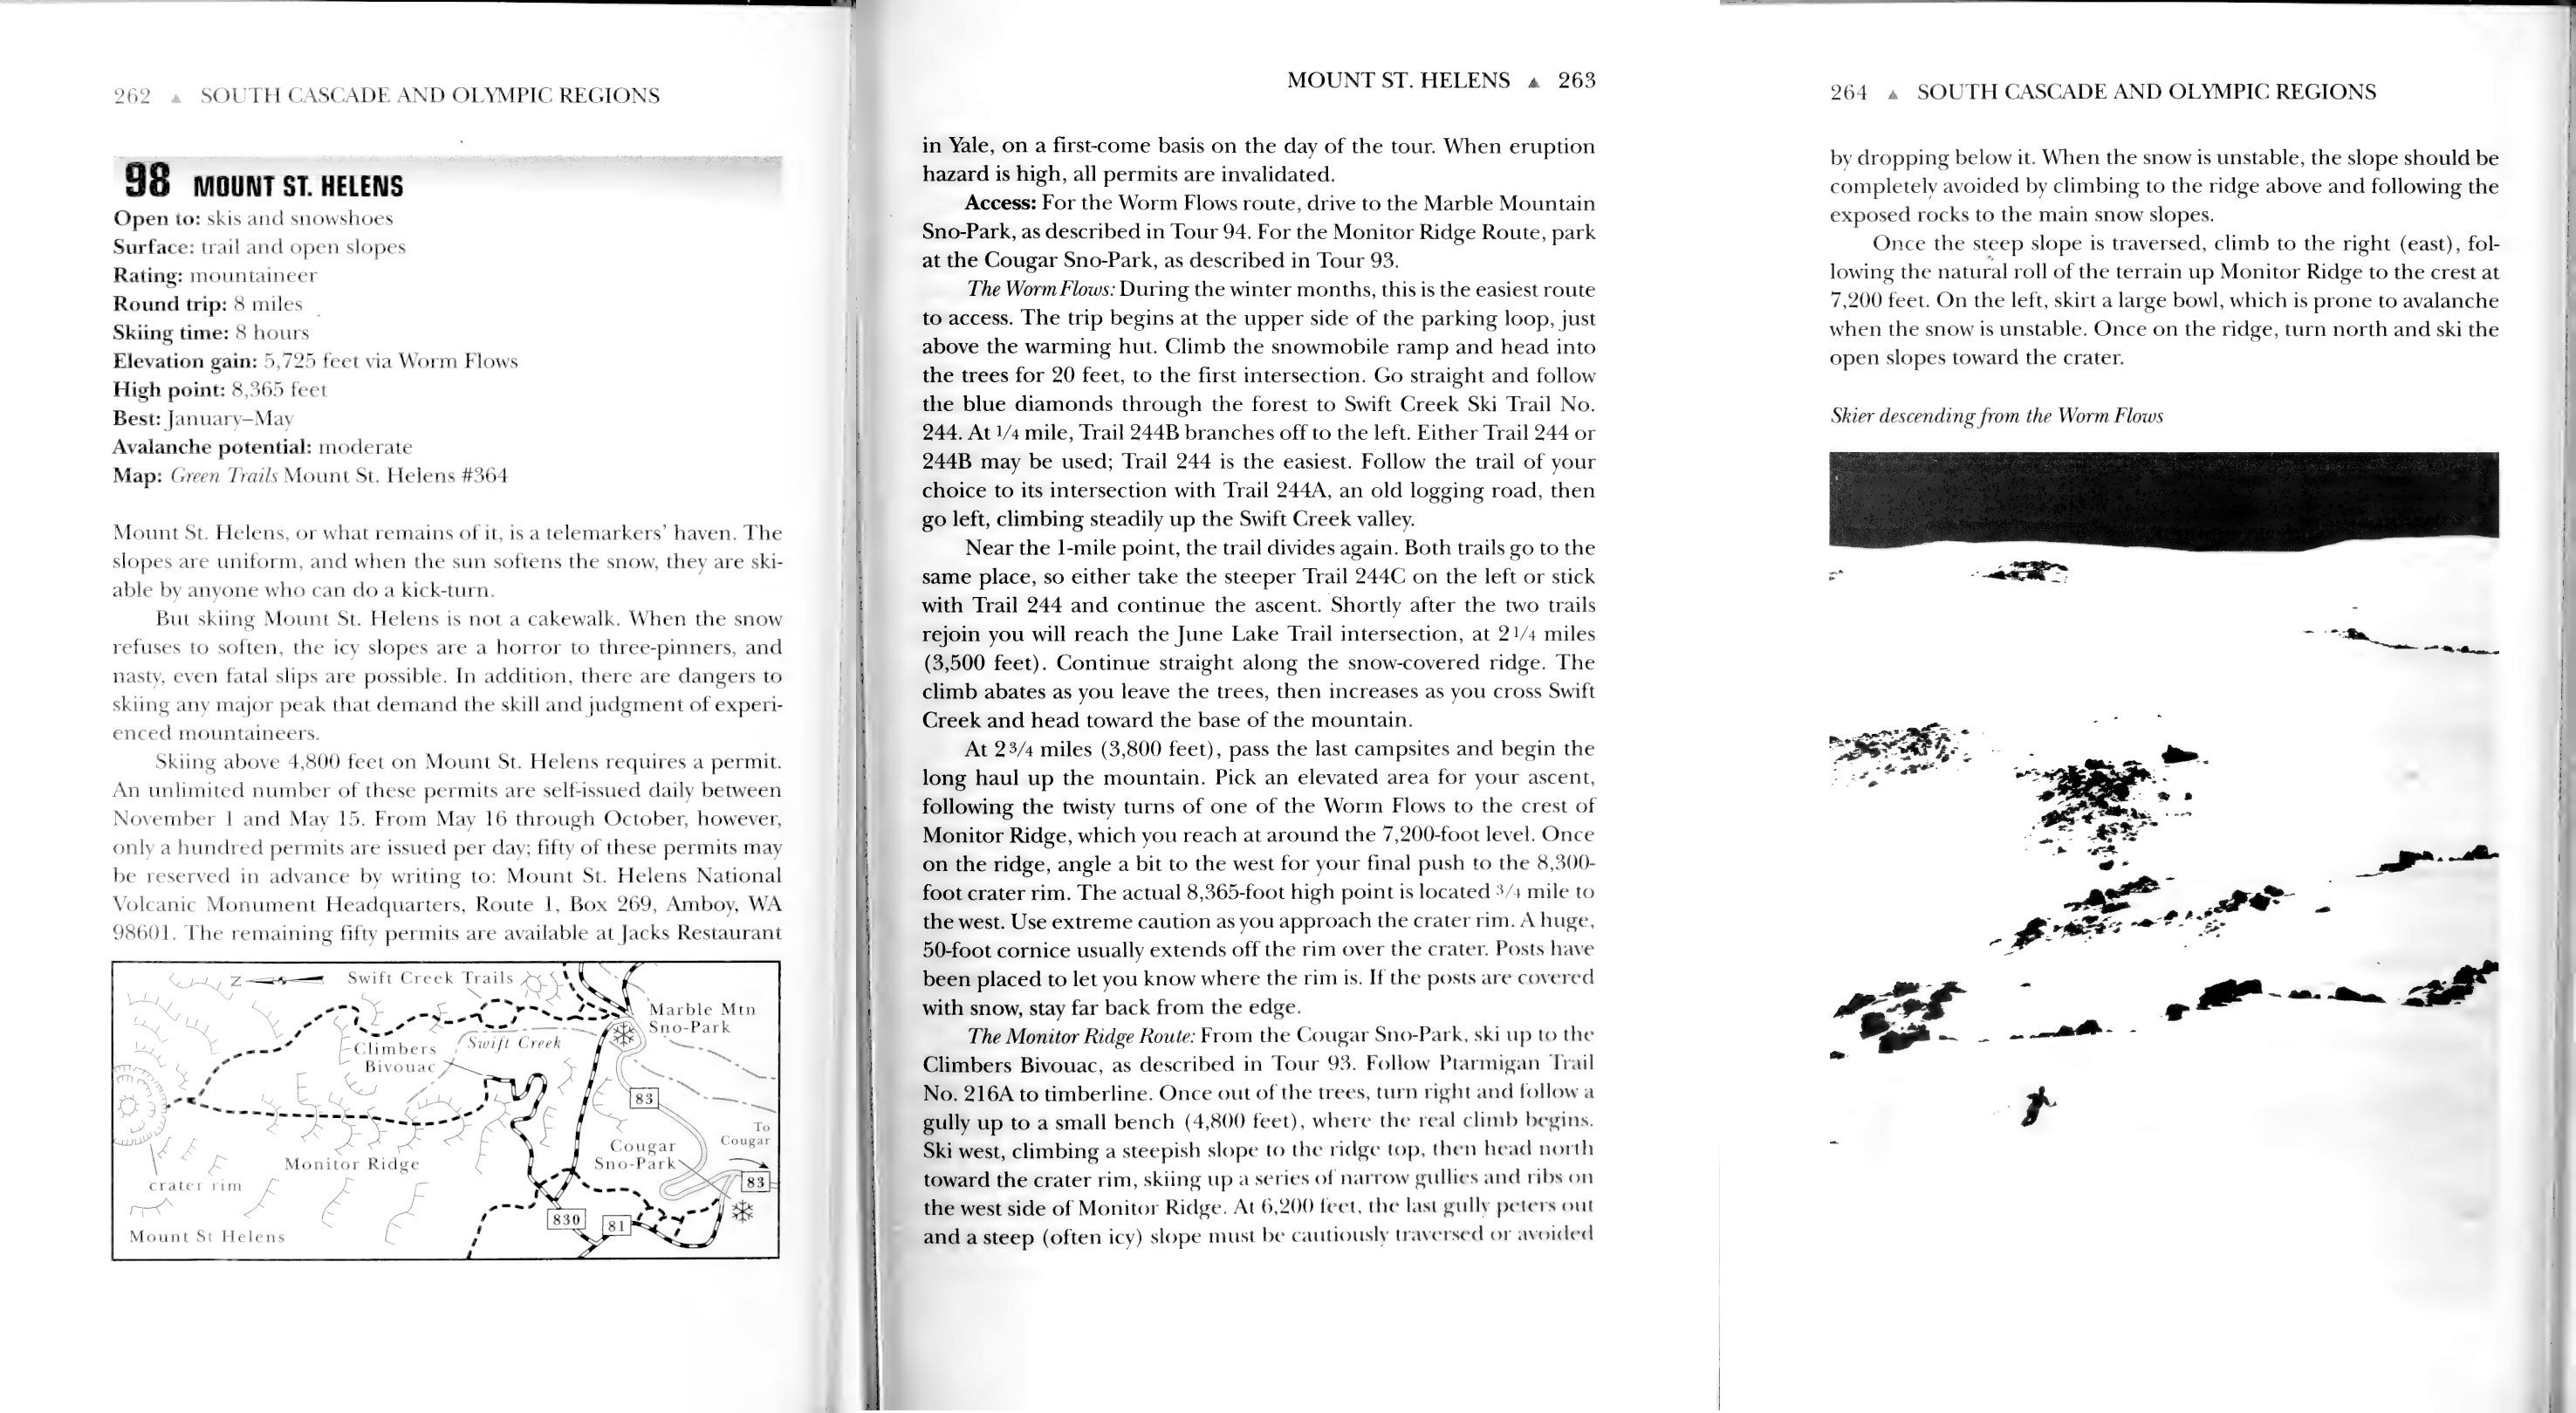 262 ▲ SOUTH CASCADE AND OLYMPIC REGIONS
98 MOUNT ST. HELENS
Open to: skis and snowshoes
Surface: trail and open slopes
Rating: mountaineer
Round trip: 8 miles
Skiing time: 8 hours
Elevation gain: 5,725 feet via Worm Flows
High point: 8,365 feet
Best: January–May
Avalanche potential: moderate
Map: Green Trails Mount St. Helens #364
Mount St. Helens, or what remains of it, is a telemarkers' haven. The
slopes are uniform, and when the sun softens the snow, they are ski-
able by anyone who can do a kick-turn.
But skiing Mount St. Helens is not a cakewalk. When the snow
refuses to soften, the icy slopes are a horror to three-pinners, and
nasty, even fatal slips are possible. In addition, there are dangers to
skiing any major peak that demand the skill and judgment of experi-
enced mountaineers.
Skiing above 4,800 feet on Mount St. Helens requires a permit.
An unlimited number of these permits are self-issued daily between
November 1 and May 15. From May 16 through October, however,
only a hundred permits are issued per day; fifty of these permits may
be reserved in advance by writing to: Mount St. Helens National
Volcanic Monument Headquarters, Route 1, Box 269, Amboy, WA
98601. The remaining fifty permits are available at Jacks Restaurant
Z
Swift Creek Trails
Marble Mtn
Sno-Park
Climbers
Bivouac
Swift Creek
83
To
Cougar
Cougar
Sno-Park
Monitor Ridge
83
crater rim
830
81
Mount St Helens
MOUNT ST. HELENS ▲ 263
in Yale, on a first-come basis on the day of the tour. When eruption
hazard is high, all permits are invalidated.
Access: For the Worm Flows route, drive to the Marble Mountain
Sno-Park, as described in Tour 94. For the Monitor Ridge Route, park
at the Cougar Sno-Park, as described in Tour 93.
The Worm Flows: During the winter months, this is the easiest route
to access. The trip begins at the upper side of the parking loop, just
above the warming hut. Climb the snowmobile ramp and head into
the trees for 20 feet, to the first intersection. Go straight and follow
the blue diamonds through the forest to Swift Creek Ski Trail No.
244. At 1/4 mile, Trail 244B branches off to the left. Either Trail 244 or
244B may be used; Trail 244 is the easiest. Follow the trail of your
choice to its intersection with Trail 244A, an old logging road, then
go left, climbing steadily up the Swift Creek valley.
Near the 1-mile point, the trail divides again. Both trails go to the
same place, so either take the steeper Trail 244C on the left or stick
with Trail 244 and continue the ascent. Shortly after the two trails
rejoin you will reach the June Lake Trail intersection, at 2 1/4 miles
(3,500 feet). Continue straight along the snow-covered ridge. The
climb abates as you leave the trees, then increases as you cross Swift
Creek and head toward the base of the mountain.
At 2 3/4 miles (3,800 feet), pass the last campsites and begin the
long haul up the mountain. Pick an elevated area for your ascent,
following the twisty turns of one of the Worm Flows to the crest of
Monitor Ridge, which you reach at around the 7,200-foot level. Once
on the ridge, angle a bit to the west for your final push to the 8,300-
foot crater rim. The actual 8,365-foot high point is located 3/4 mile to
the west. Use extreme caution as you approach the crater rim. A huge,
50-foot cornice usually extends off the rim over the crater. Posts have
been placed to let you know where the rim is. If the posts are covered
with snow, stay far back from the edge.
The Monitor Ridge Route: From the Cougar Sno-Park, ski up to the
Climbers Bivouac, as described in Tour 93. Follow Ptarmigan Trail
No. 216A to timberline. Once out of the trees, turn right and follow a
gully up to a small bench (4,800 feet), where the real climb begins.
Ski west, climbing a steepish slope to the ridge top, then head north
toward the crater rim, skiing up a series of narrow gullies and ribs on
the west side of Monitor Ridge. At 6,200 feet, the last gully peters out
and a steep (often icy) slope must be cautiously traversed or avoided
264 ▲ SOUTH CASCADE AND OLYMPIC REGIONS
by dropping below it. When the snow is unstable, the slope should be
completely avoided by climbing to the ridge above and following the
exposed rocks to the main snow slopes.
Once the steep slope is traversed, climb to the right (east), fol-
lowing the natural roll of the terrain up Monitor Ridge to the crest at
7,200 feet. On the left, skirt a large bowl, which is prone to avalanche
when the snow is unstable. Once on the ridge, turn north and ski the
open slopes toward the crater.
Skier descending from the Worm Flows